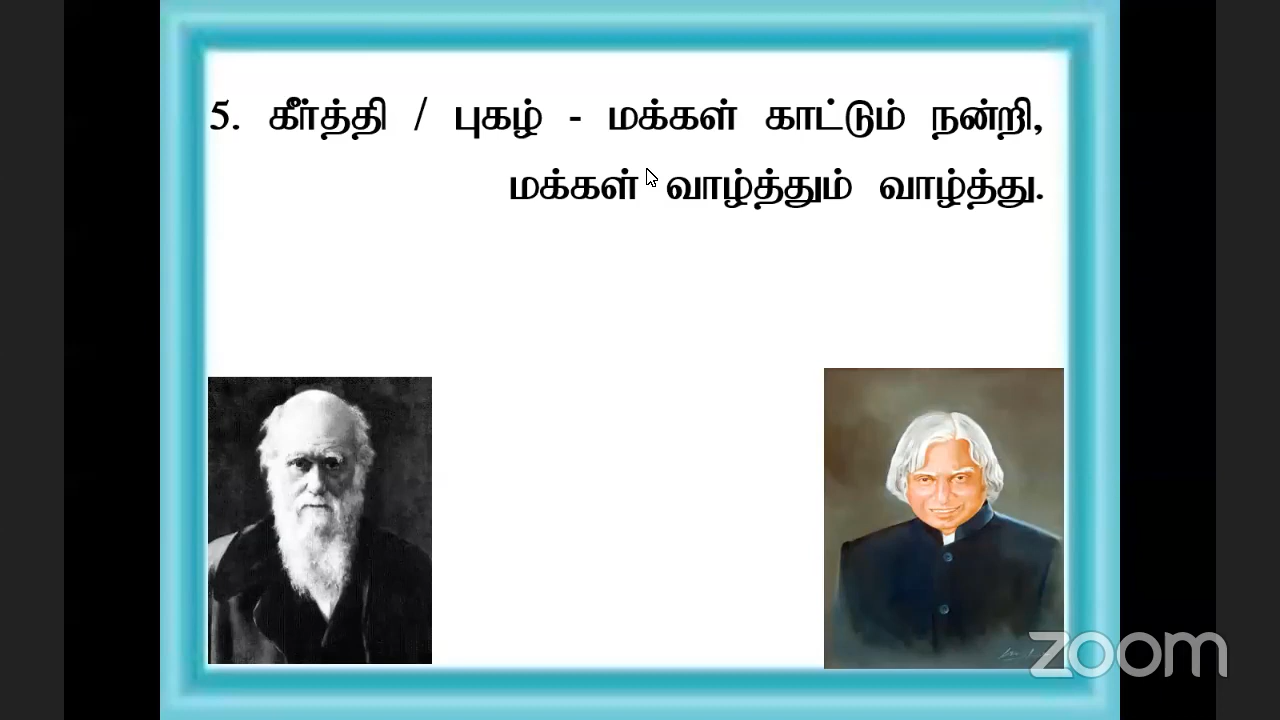 5. கீர்த்தி / புகழ் - மக்கள் காட்டும் நன்றி,
மக்கள் வாழ்த்தும் வாழ்த்து.
zoom